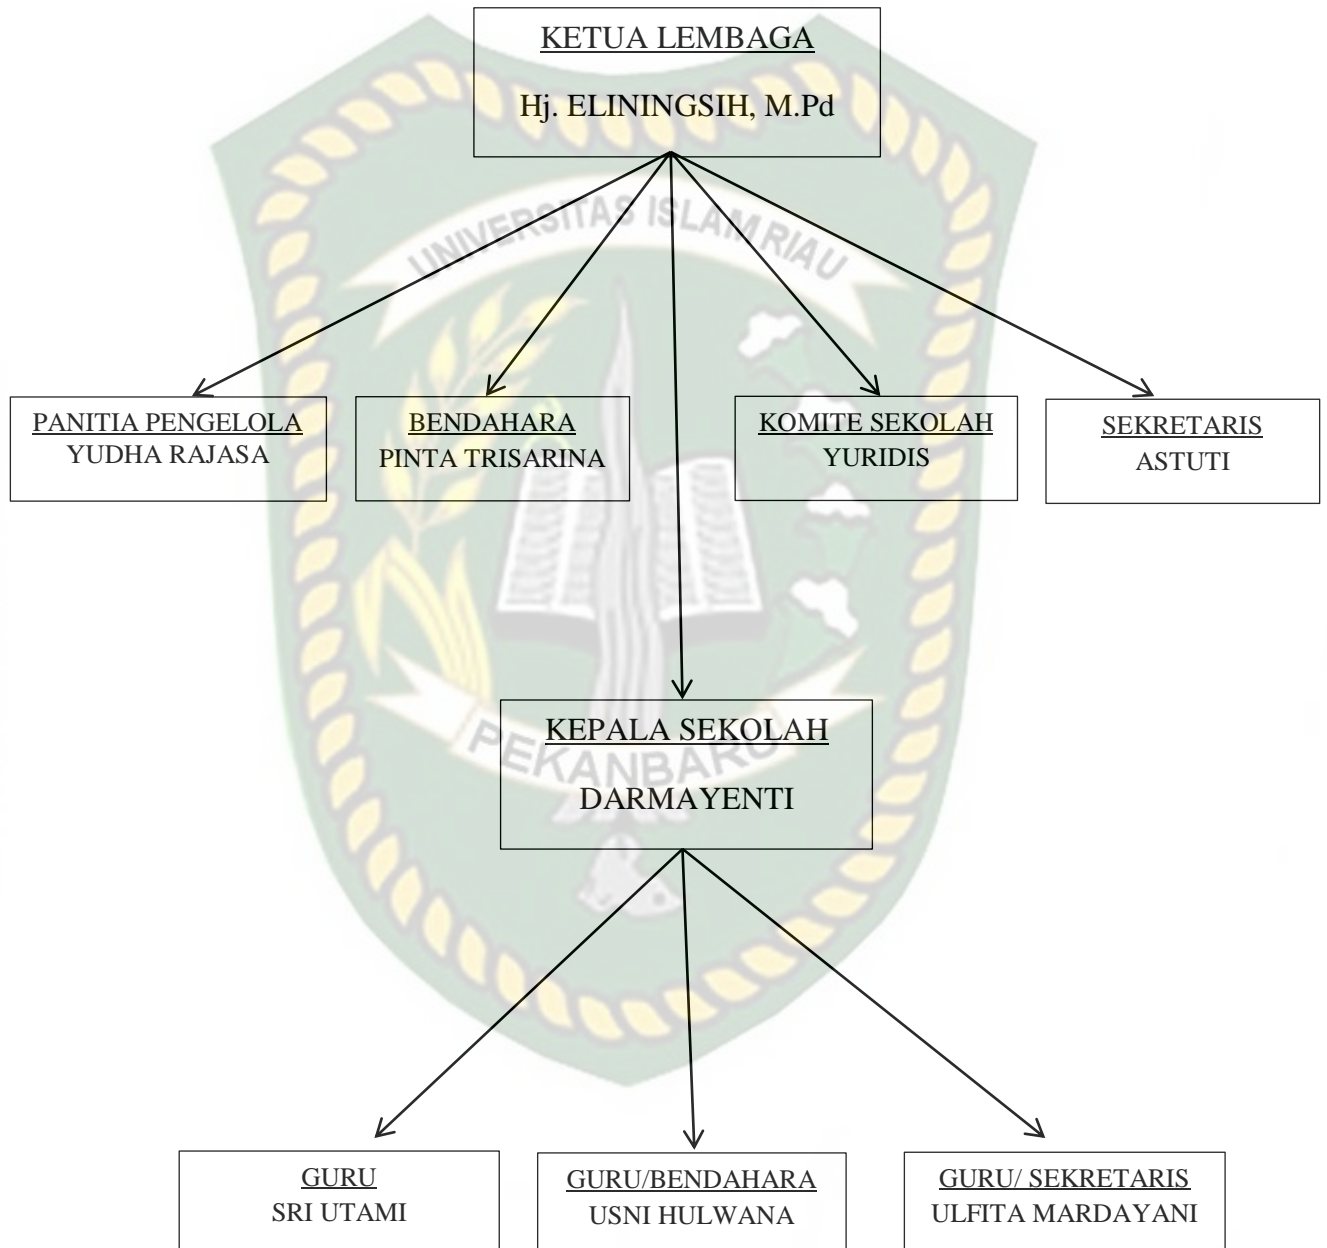 KETUA LEMBAGA
Hj. ELININGSIH, M.Pd
UNIVERSITAS ISLAM RIAU
PANITIA PENGELOLA
YUDHA RAJASA
BENDAHARA
PINTA TRISARINA
KOMITE SEKOLAH
YURIDIS
SEKRETARIS
ASTUTI
KEPALA SEKOLAH
DARMAYENTI
PEKANBARU
GURU
SRI UTAMI
GURU/BENDAHARA
USNI HULWANA
GURU/ SEKRETARIS
ULFITA MARDAYANI